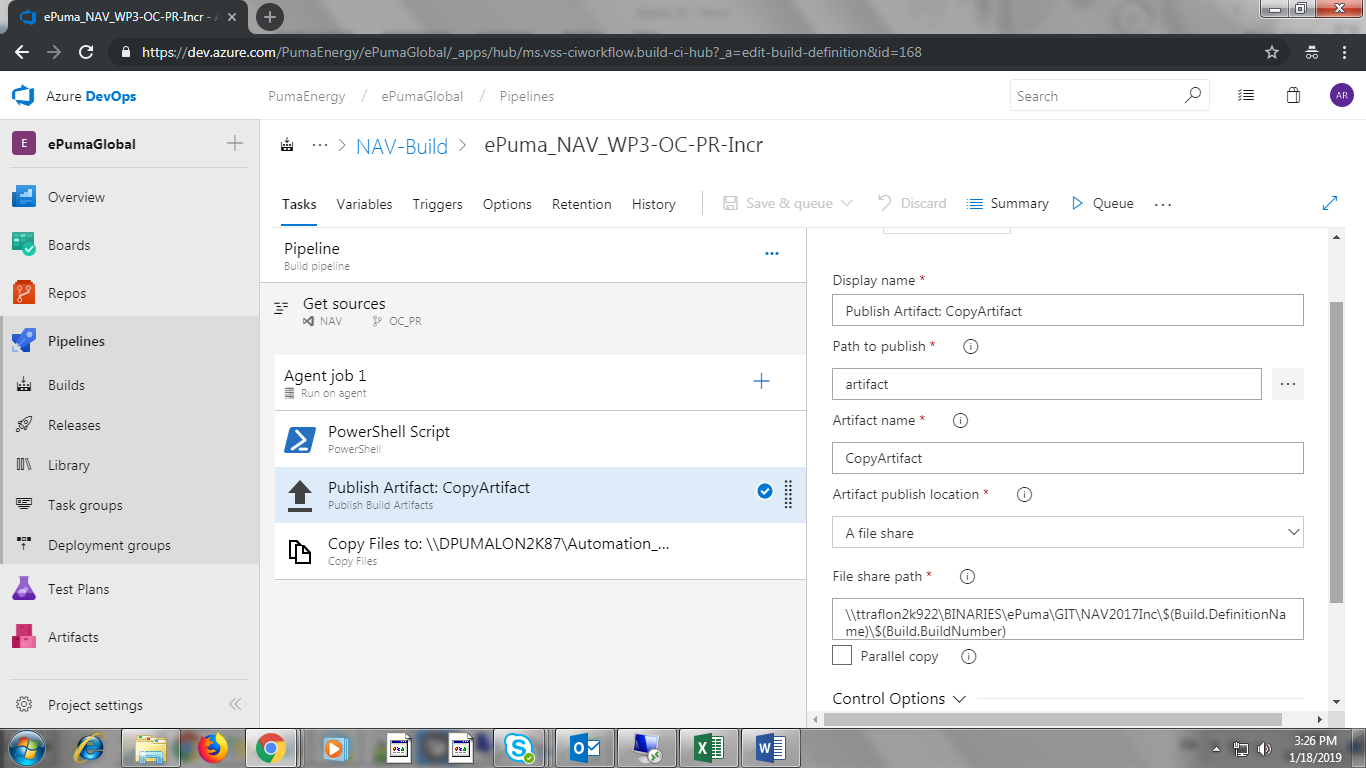 ePuma_NAV_WP3-OC-PR-Incr - A
https://dev.azure.com/PumaEnergy/ePumaGlobal/_apps/hub/ms.vss-ciworkflow.build-ci-hub?_a=edit-build-definition&id=168
Azure DevOps
PumaEnergy / ePumaGlobal / Pipelines
Search
AR
E ePumaGlobal
··· > NAV-Build > ePuma_NAV_WP3-OC-PR-Incr
Overview
Boards
Repos
Pipelines
Builds
Releases
Library
Task groups
Deployment groups
Test Plans
Artifacts
Project settings
Tasks Variables Triggers Options Retention History Save & queue Discard Summary Queue ···
Pipeline
Build pipeline
Get sources
NAV OC_PR
Agent job 1
Run on agent
PowerShell Script
PowerShell
Publish Artifact: CopyArtifact
Publish Build Artifacts
Copy Files to: \\DPUMALON2K87\Automation_...
Copy Files
Display name *
Publish Artifact: CopyArtifact
Path to publish *
artifact
Artifact name *
CopyArtifact
Artifact publish location *
A file share
File share path *
\\ttraflon2k922\BINARIES\ePuma\GIT\NAV2017Inc\$(Build.DefinitionNa
me)\$(Build.BuildNumber)
Parallel copy
Control Options
3:26 PM
1/18/2019